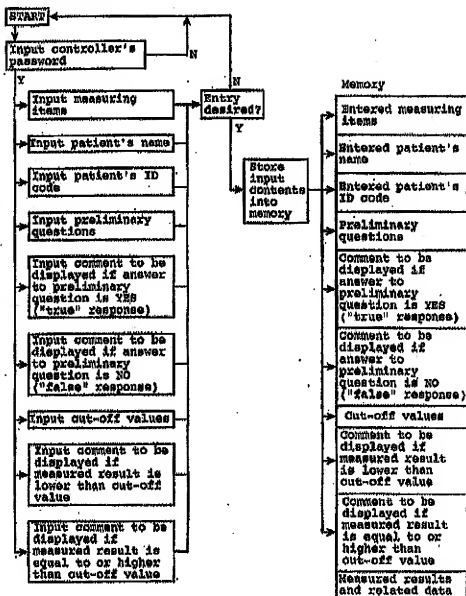 START
Input controller's
password
N
Y
Input measuring
items
Input patient's name
Input patient's ID
code
Input preliminary
questions
Input comment to be
displayed if answer
to preliminary
question is YES
("true" response)
Input comment to be
displayed if answer
to preliminary
question is NO
("false" response)
Input cut-off values
Input comment to be
displayed if
measured result is
lower than cut-off
value
Input comment to be
displayed if
measured result is
equal to or higher
than cut-off value
N
Entry
desired?
Y
Store
input
contents
into
memory
Memory
Entered measuring
items
Entered patient's
name
Entered patient's
ID code
Preliminary
questions
Comment to be
displayed if
answer to
preliminary
question is YES
("true" response)
Comment to be
displayed if
answer to
preliminary
question is NO
("false" response)
Cut-off values
Comment to be
displayed if
measured result
is lower than
cut-off value
Comment to be
displayed if
measured result
is equal to or
higher than
cut-off value
Measured results
and related data